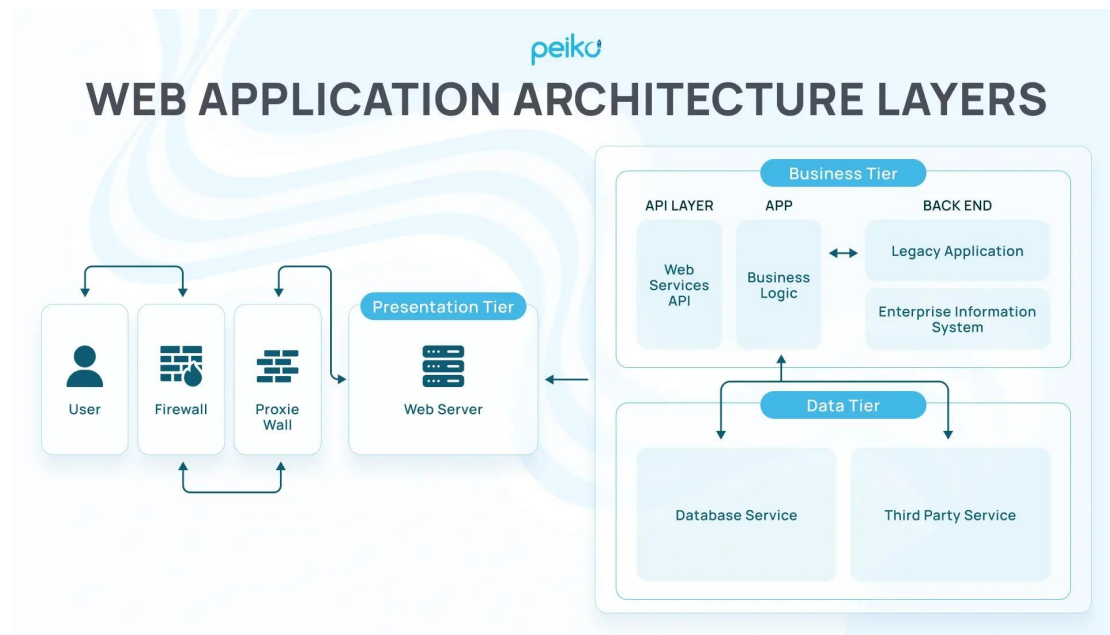 peiko
WEB APPLICATION ARCHITECTURE LAYERS
Business Tier
API LAYER
APP
BACK END
Web
Services
API
Business
Logic
Legacy Application
Enterprise Information
System
Presentation Tier
User
Firewall
Proxie
Wall
Web Server
Data Tier
Database Service
Third Party Service